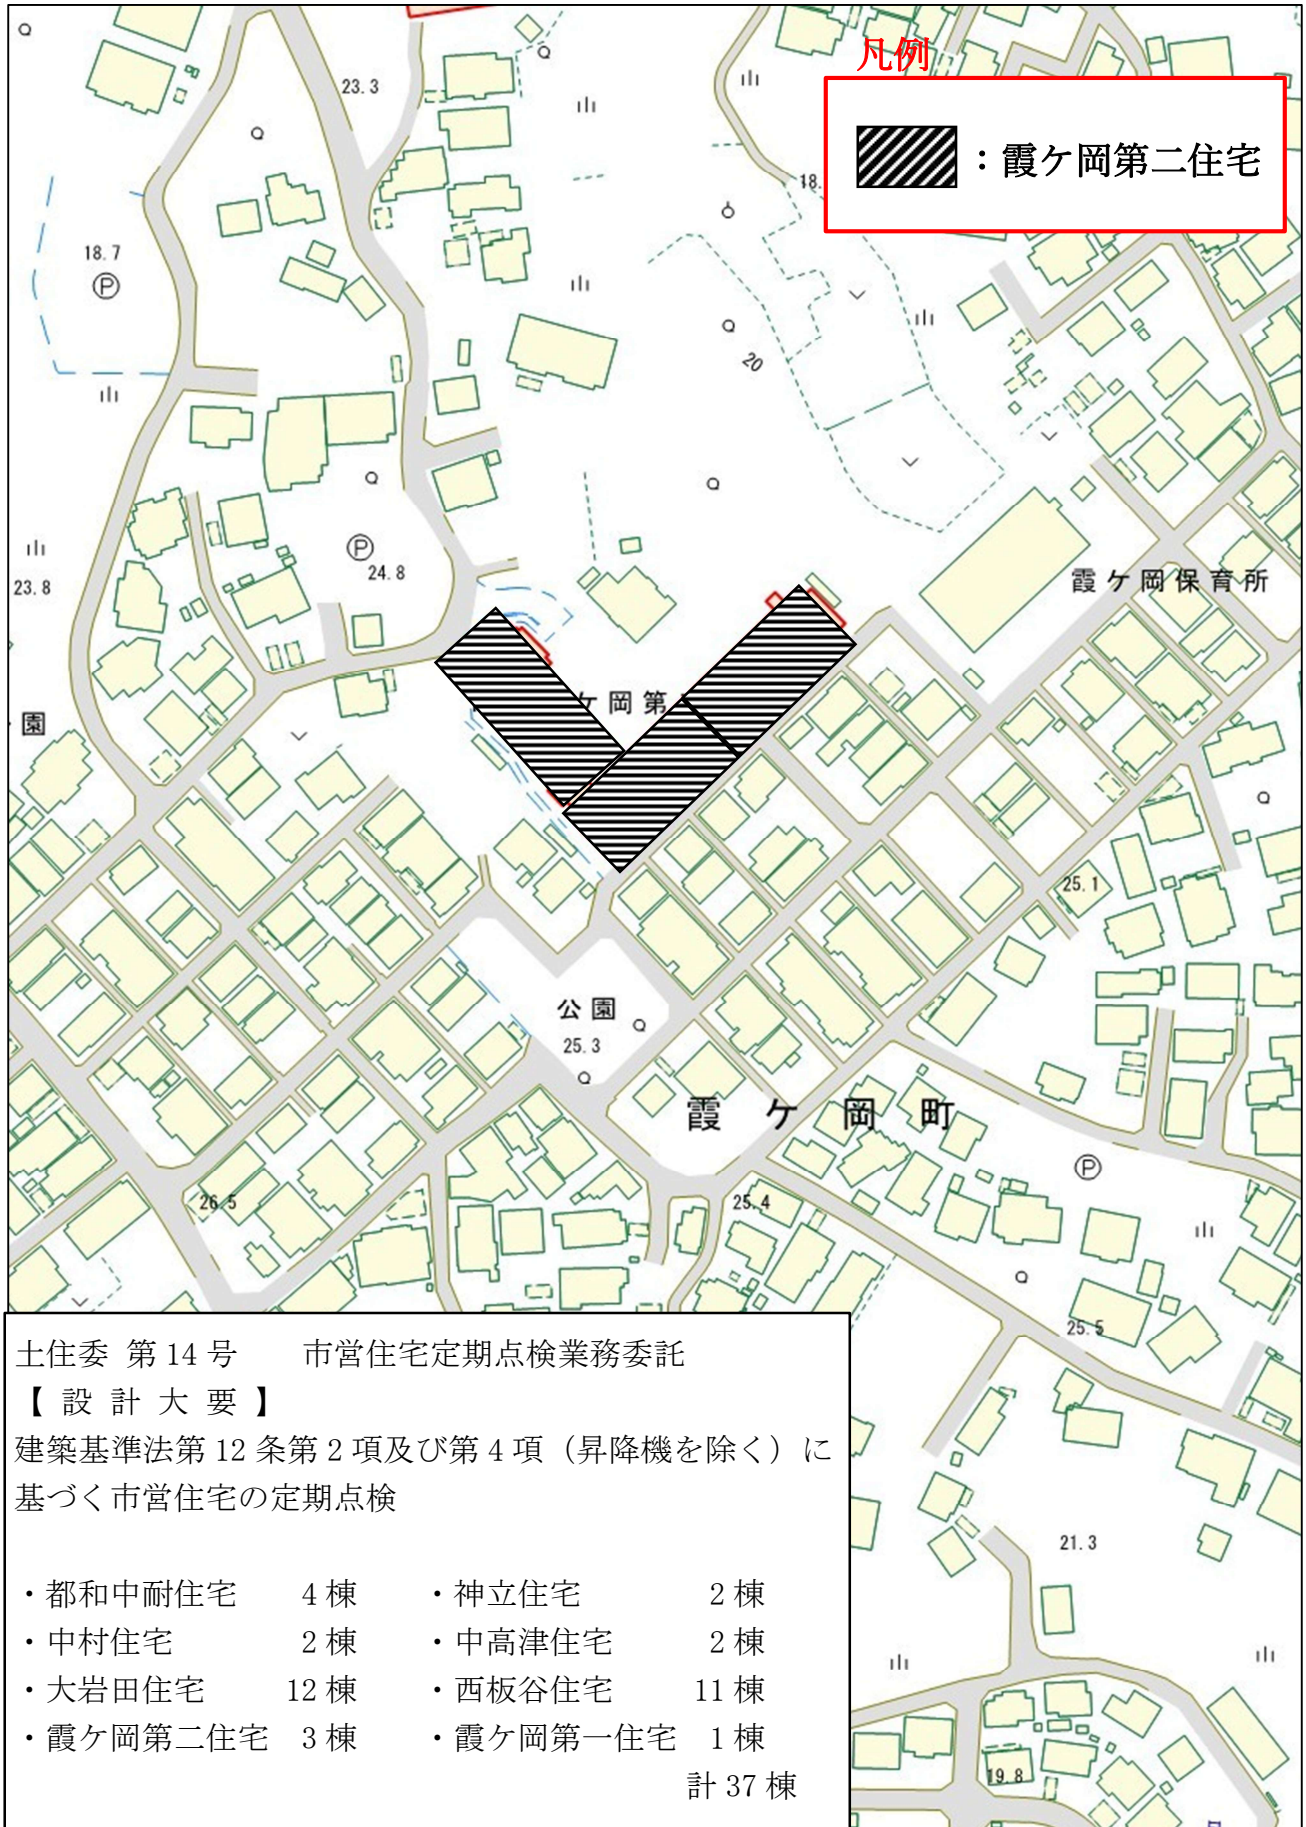 凡例
：霞ケ岡第二住宅
23.3
18.
18.7
Ⓟ
20
Ⓟ
24.8
23.8
霞ケ岡保育所
園
ケ岡第
25.1
公園
25.3
霞ケ岡町
Ⓟ
26.5
25.4
25.5
21.3
19.8
土住委 第14号 市営住宅定期点検業務委託
【 設 計 大 要 】
建築基準法第12条第2項及び第4項（昇降機を除く）に
基づく市営住宅の定期点検
・都和中耐住宅 4棟 ・神立住宅 2棟
・中村住宅 2棟 ・中高津住宅 2棟
・大岩田住宅 12棟 ・西板谷住宅 11棟
・霞ケ岡第二住宅 3棟 ・霞ケ岡第一住宅 1棟
計37棟